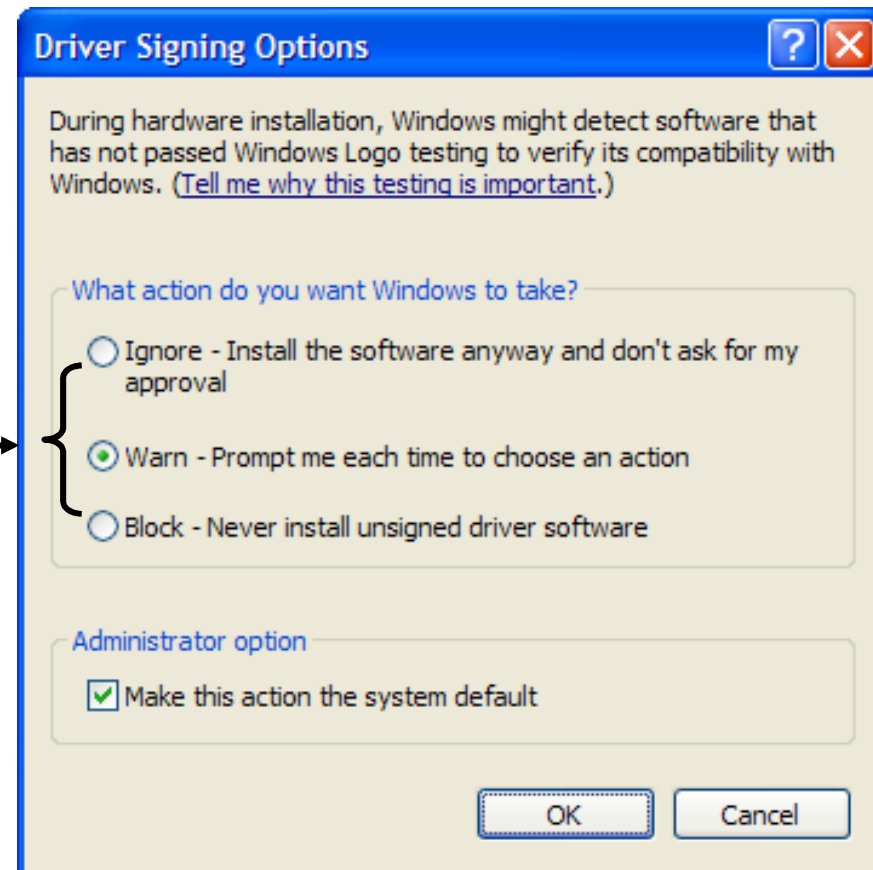 Driver Signing Options
During hardware installation, Windows might detect software that
has not passed Windows Logo testing to verify its compatibility with
Windows. (Tell me why this testing is important.)
What action do you want Windows to take?
Ignore - Install the software anyway and don't ask for my
approval
Warn - Prompt me each time to choose an action
Block - Never install unsigned driver software
Administrator option
Make this action the system default
OK Cancel